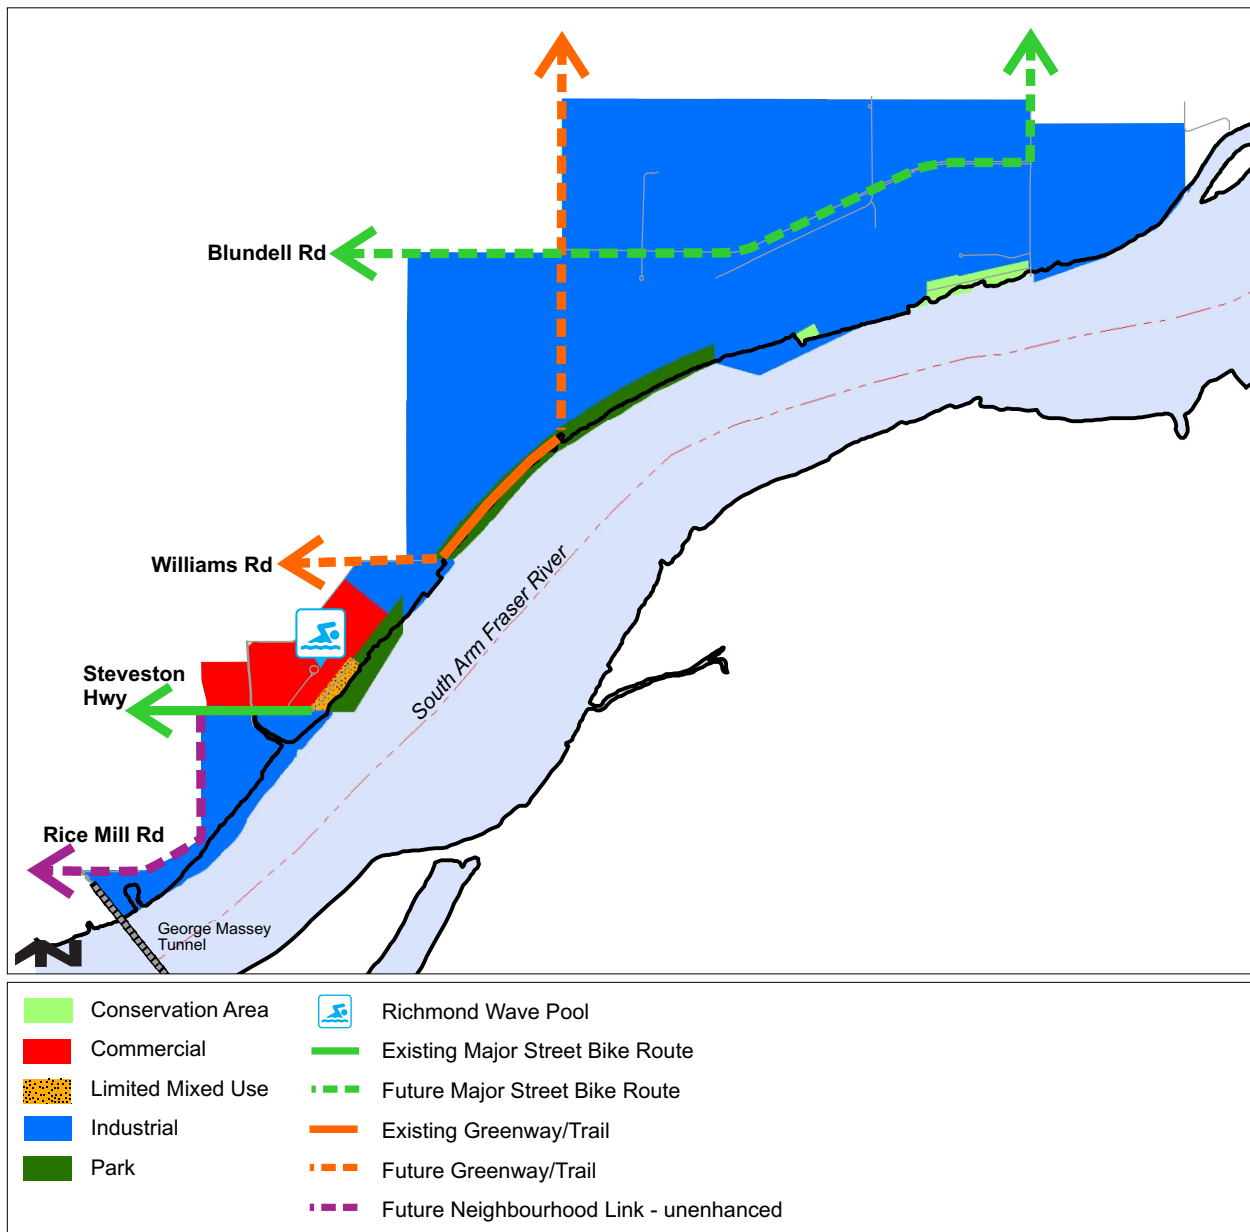 Blundell Rd
Williams Rd
South Arm Fraser River
Steveston
Hwy
Rice Mill Rd
George Massey
Tunnel
N
Conservation Area
Commercial
Limited Mixed Use
Industrial
Park
Richmond Wave Pool
Existing Major Street Bike Route
Future Major Street Bike Route
Existing Greenway/Trail
Future Greenway/Trail
Future Neighbourhood Link - unenhanced